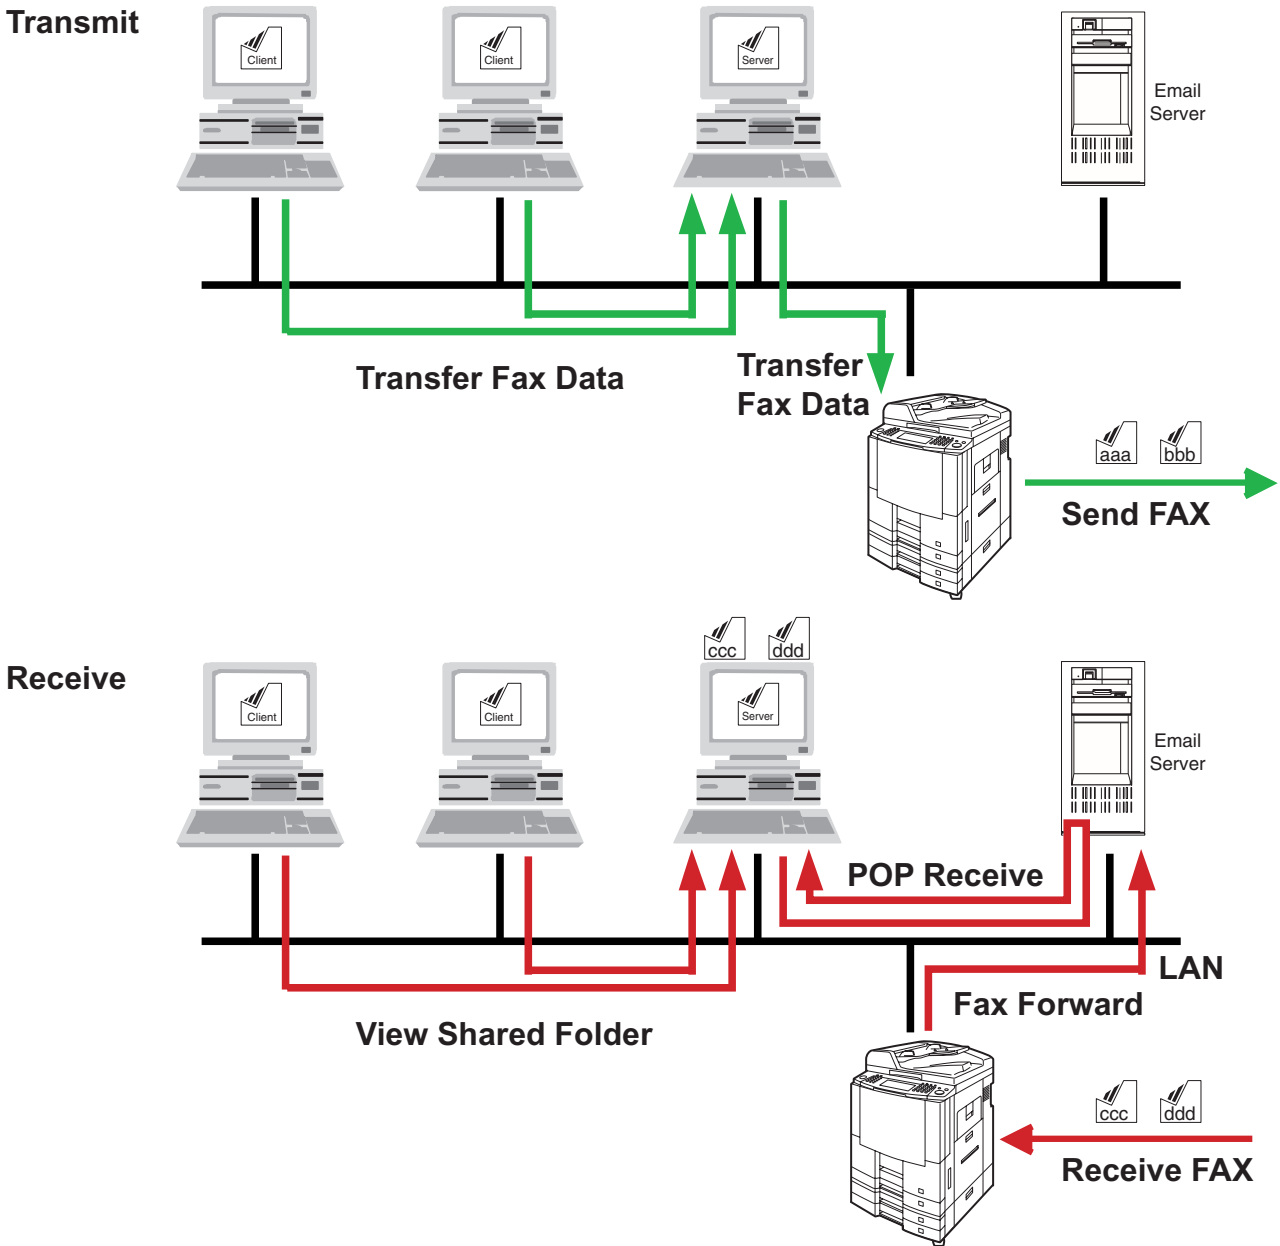 Transmit
Client
Client
Server
Email
Server
Transfer Fax Data
Transfer
Fax Data
aaa
bbb
Send FAX
ccc
ddd
Receive
Client
Client
Server
Email
Server
POP Receive
LAN
Fax Forward
View Shared Folder
ccc
ddd
Receive FAX